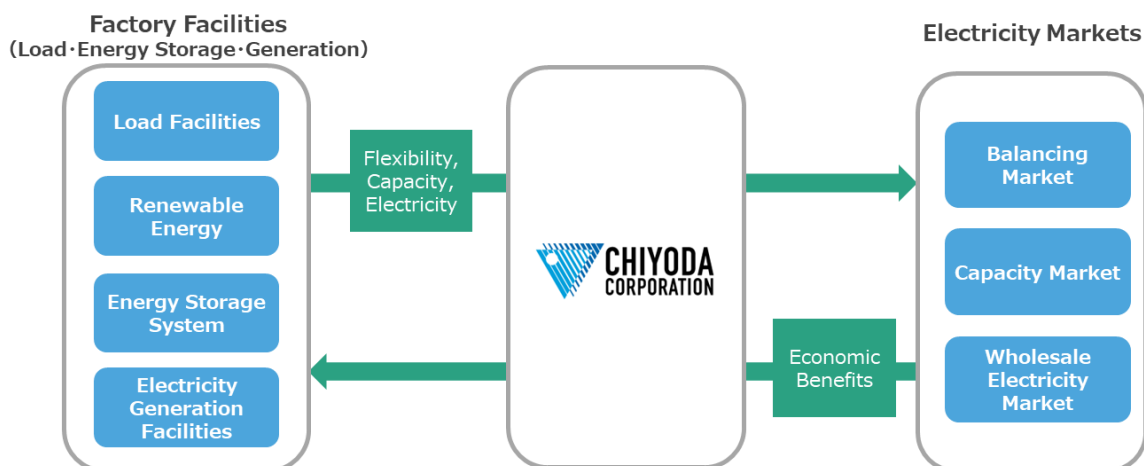 Factory Facilities
(Load･Energy Storage･Generation)
Load Facilities
Renewable
Energy
Energy Storage
System
Electricity
Generation
Facilities
Flexibility,
Capacity,
Electricity
CHIYODA
CORPORATION
Economic
Benefits
Electricity Markets
Balancing
Market
Capacity Market
Wholesale
Electricity
Market